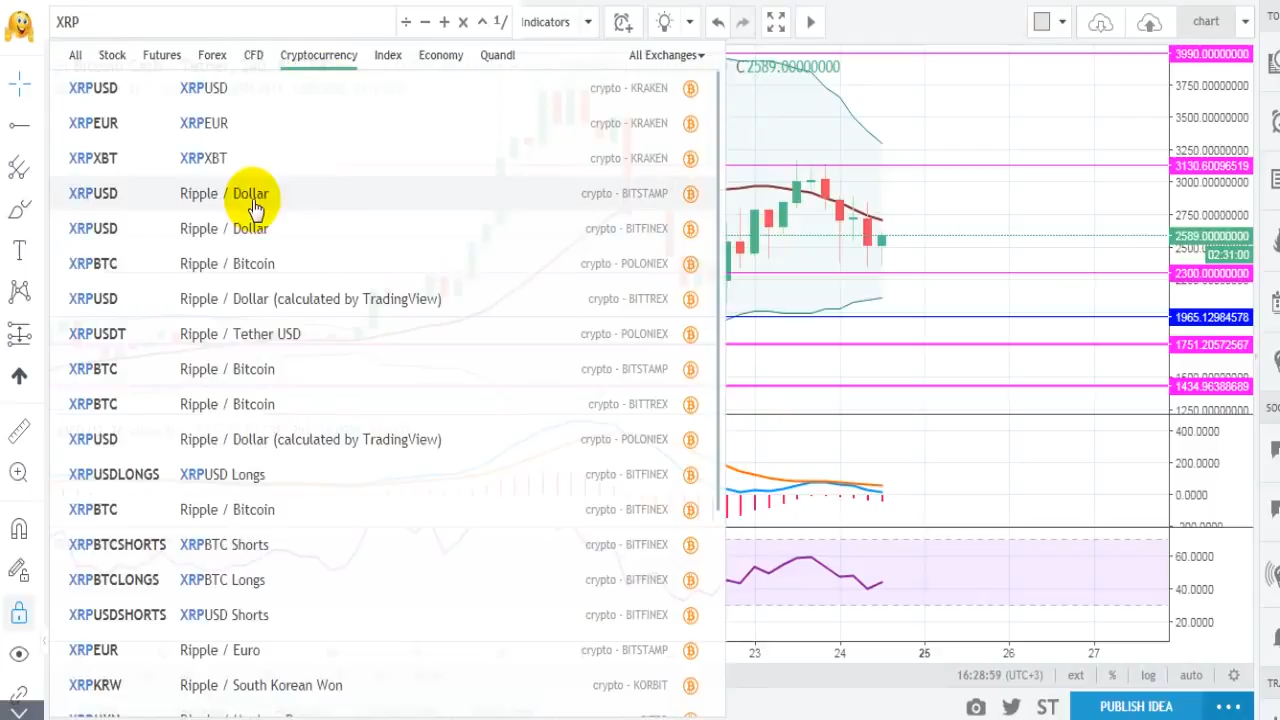 XRP ÷ − + x ^ 1/ Indicators chart
All Stock Futures Forex CFD Cryptocurrency Index Economy Quandl All Exchanges
XRPUSD XRPUSD crypto - KRAKEN
XRPEUR XRPEUR crypto - KRAKEN
XRPXBT XRPXBT crypto - KRAKEN
XRPUSD Ripple / Dollar crypto - BITSTAMP
XRPUSD Ripple / Dollar crypto - BITFINEX
XRPBTC Ripple / Bitcoin crypto - POLONIEX
XRPUSD Ripple / Dollar (calculated by TradingView) crypto - BITTREX
XRPUSDT Ripple / Tether USD crypto - POLONIEX
XRPBTC Ripple / Bitcoin crypto - BITSTAMP
XRPBTC Ripple / Bitcoin crypto - BITTREX
XRPUSD Ripple / Dollar (calculated by TradingView) crypto - POLONIEX
XRPUSDLONGS XRPUSD Longs crypto - BITFINEX
XRPBTC Ripple / Bitcoin crypto - BITFINEX
XRPBTCSHORTS XRPBTC Shorts crypto - BITFINEX
XRPBTCLONGS XRPBTC Longs crypto - BITFINEX
XRPUSDSHORTS XRPUSD Shorts crypto - BITFINEX
XRPEUR Ripple / Euro crypto - BITSTAMP
XRPKRW Ripple / South Korean Won crypto - KORBIT
C2589.00000000
3990.00000000
3750.00000000
3500.00000000
3250.00000000
3130.60096519
3000.00000000
2750.00000000
2589.00000000
02:31:00
2300.00000000
1965.12984578
1751.20572567
1434.96388689
1250.00000000
400.0000
200.0000
0.0000
60.0000
40.0000
20.0000
23 24 25 26 27
16:28:59 (UTC+3) ext % log auto
ST PUBLISH IDEA